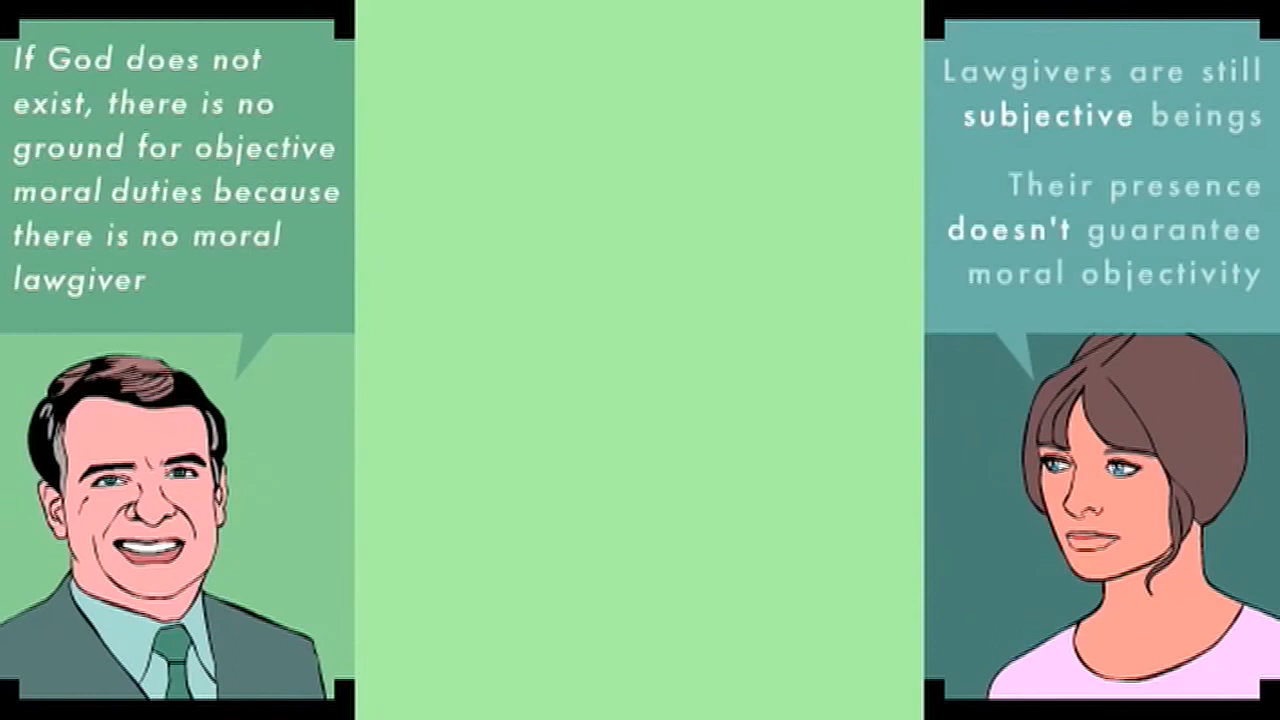 If God does not
exist, there is no
ground for objective
moral duties because
there is no moral
lawgiver
Lawgivers are still
subjective beings
Their presence
doesn't guarantee
moral objectivity